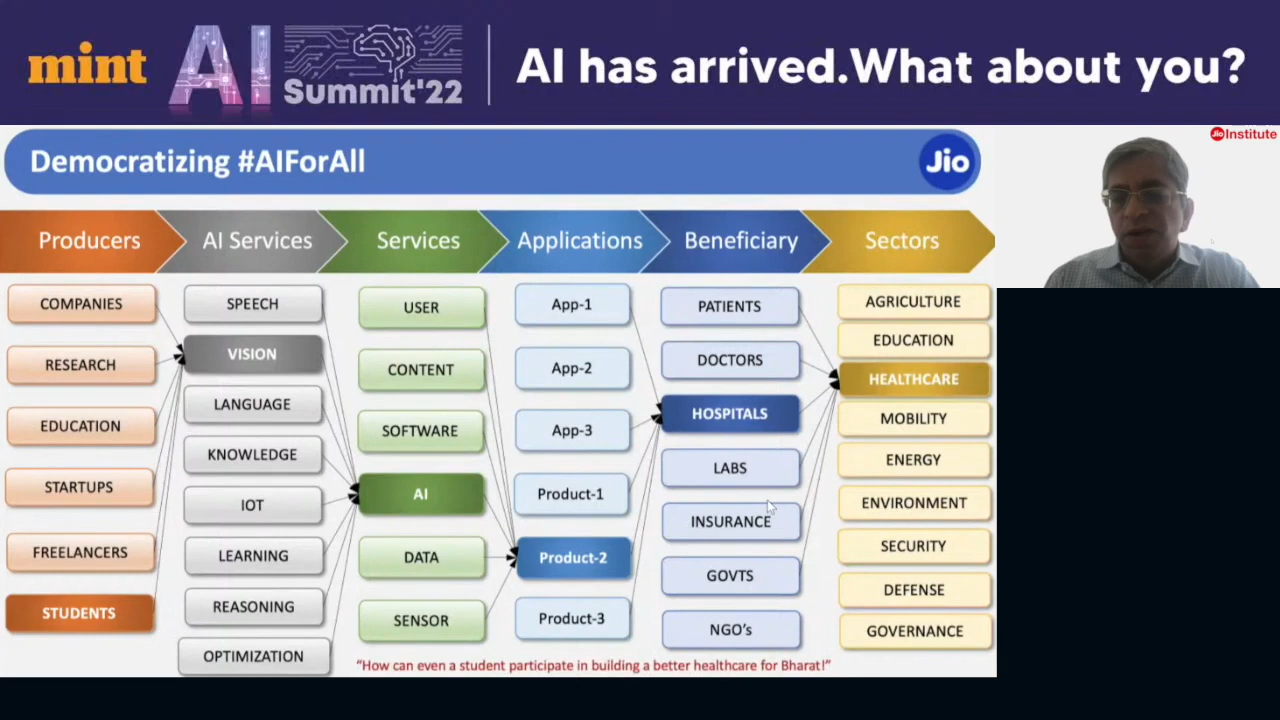 mint
AI
Summit'22
AI has arrived.What about you?
Jio Institute
Democratizing #AIForAll
Jio
Producers
AI Services
Services
Applications
Beneficiary
Sectors
COMPANIES
RESEARCH
EDUCATION
STARTUPS
FREELANCERS
STUDENTS
SPEECH
VISION
LANGUAGE
KNOWLEDGE
IOT
LEARNING
REASONING
OPTIMIZATION
USER
CONTENT
SOFTWARE
AI
DATA
SENSOR
App-1
App-2
App-3
Product-1
Product-2
Product-3
PATIENTS
DOCTORS
HOSPITALS
LABS
INSURANCE
GOVTS
NGO's
AGRICULTURE
EDUCATION
HEALTHCARE
MOBILITY
ENERGY
ENVIRONMENT
SECURITY
DEFENSE
GOVERNANCE
“How can even a student participate in building a better healthcare for Bharat!”